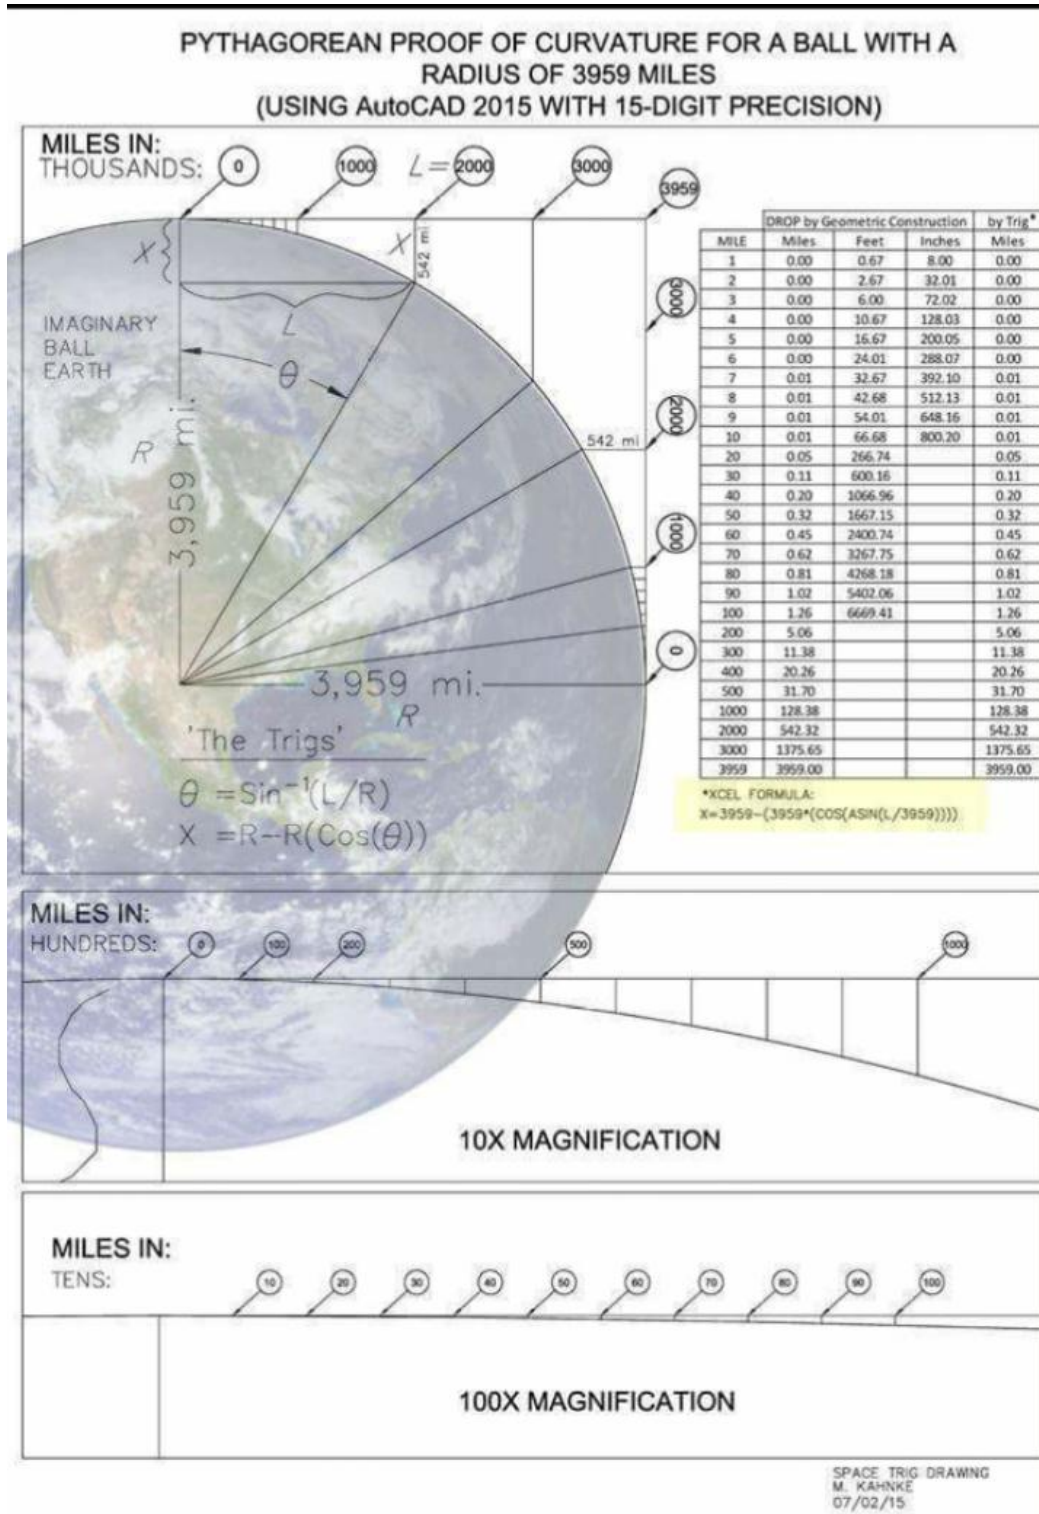 PYTHAGOREAN PROOF OF CURVATURE FOR A BALL WITH A
RADIUS OF 3959 MILES
(USING AutoCAD 2015 WITH 15-DIGIT PRECISION)
MILES IN:
THOUSANDS:
0
1000
L=2000
3000
3959
X
X
542 mi
L
IMAGINARY
BALL
EARTH
θ
R
3,959 mi.
3000
2000
542 mi
1000
0
3,959 mi.
R
'The Trigs'
θ =Sin⁻¹(L/R)
X =R-R(Cos(θ))
DROP by Geometric Construction by Trig*
MILE Miles Feet Inches Miles
1 0.00 0.67 8.00 0.00
2 0.00 2.67 32.01 0.00
3 0.00 6.00 72.02 0.00
4 0.00 10.67 128.03 0.00
5 0.00 16.67 200.05 0.00
6 0.00 24.01 288.07 0.00
7 0.01 32.67 392.10 0.01
8 0.01 42.68 512.13 0.01
9 0.01 54.01 648.16 0.01
10 0.01 66.68 800.20 0.01
20 0.05 266.74 0.05
30 0.11 600.16 0.11
40 0.20 1066.96 0.20
50 0.32 1667.15 0.32
60 0.45 2400.74 0.45
70 0.62 3267.75 0.62
80 0.81 4268.18 0.81
90 1.02 5402.06 1.02
100 1.26 6669.41 1.26
200 5.06 5.06
300 11.38 11.38
400 20.26 20.26
500 31.70 31.70
1000 128.38 128.38
2000 542.32 542.32
3000 1375.65 1375.65
3959 3959.00 3959.00
*XCEL FORMULA:
X=3959-(3959*(COS(ASIN(L/3959))))
MILES IN:
HUNDREDS:
0
100
200
500
1000
10X MAGNIFICATION
MILES IN:
TENS:
10
20
30
40
50
60
70
80
90
100
100X MAGNIFICATION
SPACE TRIG DRAWING
M. KAHNKE
07/02/15